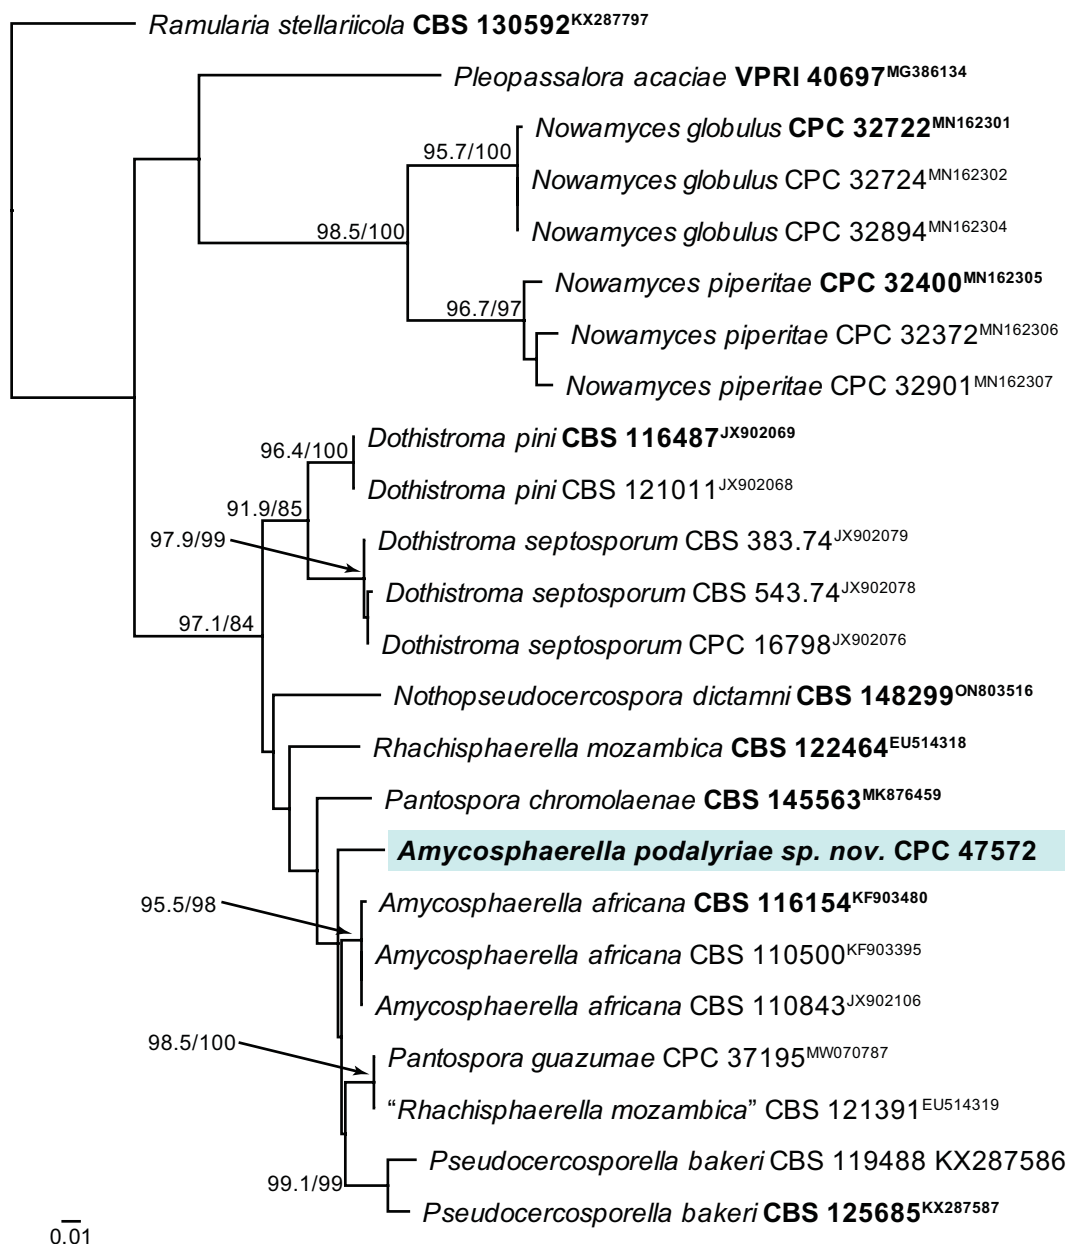 Ramularia stellariicola CBS 130592KX287797
Pleopassalora acaciae VPRI 40697MG386134
Nowamyces globulus CPC 32722MN162301
95.7/100
Nowamyces globulus CPC 32724MN162302
Nowamyces globulus CPC 32894MN162304
98.5/100
Nowamyces piperitae CPC 32400MN162305
96.7/97
Nowamyces piperitae CPC 32372MN162306
Nowamyces piperitae CPC 32901MN162307
Dothistroma pini CBS 116487JX902069
96.4/100
Dothistroma pini CBS 121011JX902068
91.9/85
Dothistroma septosporum CBS 383.74JX902079
97.9/99
Dothistroma septosporum CBS 543.74JX902078
97.1/84
Dothistroma septosporum CPC 16798JX902076
Nothopseudocercospora dictamni CBS 148299ON803516
Rhachisphaerella mozambica CBS 122464EU514318
Pantospora chromolaenae CBS 145563MK876459
Amycosphaerella podalyriae sp. nov. CPC 47572
95.5/98
Amycosphaerella africana CBS 116154KF903480
Amycosphaerella africana CBS 110500KF903395
Amycosphaerella africana CBS 110843JX902106
98.5/100
Pantospora guazumae CPC 37195MW070787
“Rhachisphaerella mozambica” CBS 121391EU514319
Pseudocercosporella bakeri CBS 119488 KX287586
99.1/99
Pseudocercosporella bakeri CBS 125685KX287587
0.01